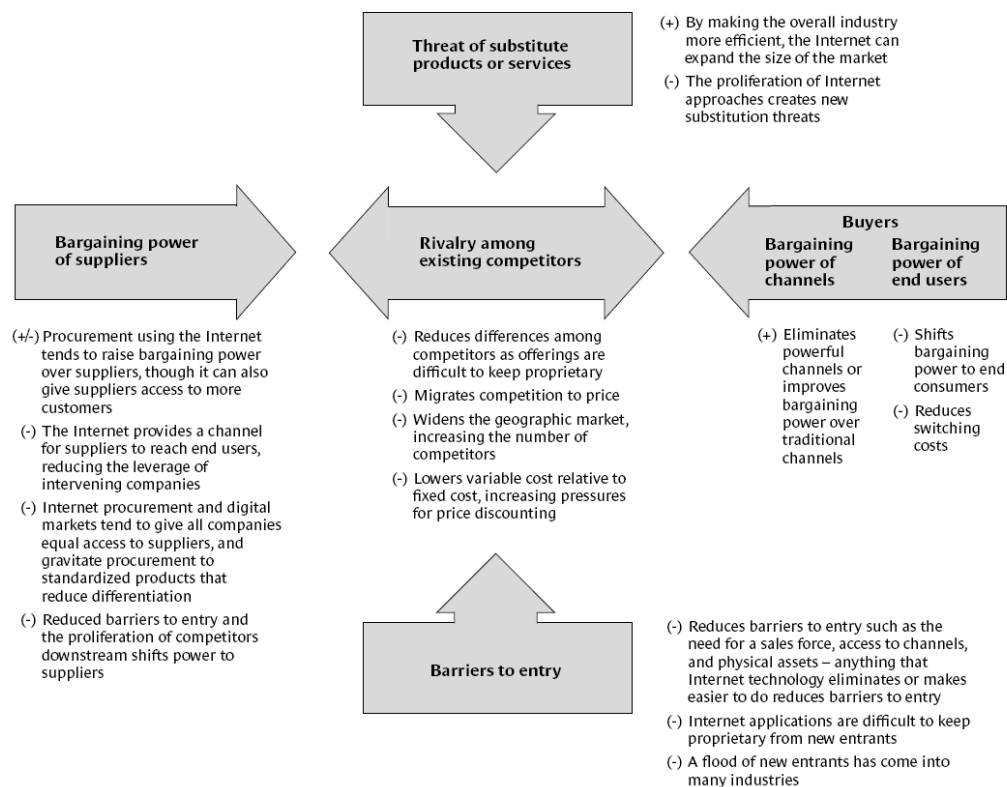 Threat of substitute
products or services
(+) By making the overall industry
more efficient, the Internet can
expand the size of the market
(-) The proliferation of Internet
approaches creates new
substitution threats
Bargaining power
of suppliers
Rivalry among
existing competitors
Buyers
Bargaining
power of
channels
Bargaining
power of
end users
(+/-) Procurement using the Internet
tends to raise bargaining power
over suppliers, though it can also
give suppliers access to more
customers
(-) The Internet provides a channel
for suppliers to reach end users,
reducing the leverage of
intervening companies
(-) Internet procurement and digital
markets tend to give all companies
equal access to suppliers, and
gravitate procurement to
standardized products that
reduce differentiation
(-) Reduced barriers to entry and
the proliferation of competitors
downstream shifts power to
suppliers
(-) Reduces differences among
competitors as offerings are
difficult to keep proprietary
(-) Migrates competition to price
(-) Widens the geographic market,
increasing the number of
competitors
(-) Lowers variable cost relative to
fixed cost, increasing pressures
for price discounting
(+) Eliminates
powerful
channels or
improves
bargaining
power over
traditional
channels
(-) Shifts
bargaining
power to end
consumers
(-) Reduces
switching
costs
Barriers to entry
(-) Reduces barriers to entry such as the
need for a sales force, access to channels,
and physical assets – anything that
Internet technology eliminates or makes
easier to do reduces barriers to entry
(-) Internet applications are difficult to keep
proprietary from new entrants
(-) A flood of new entrants has come into
many industries